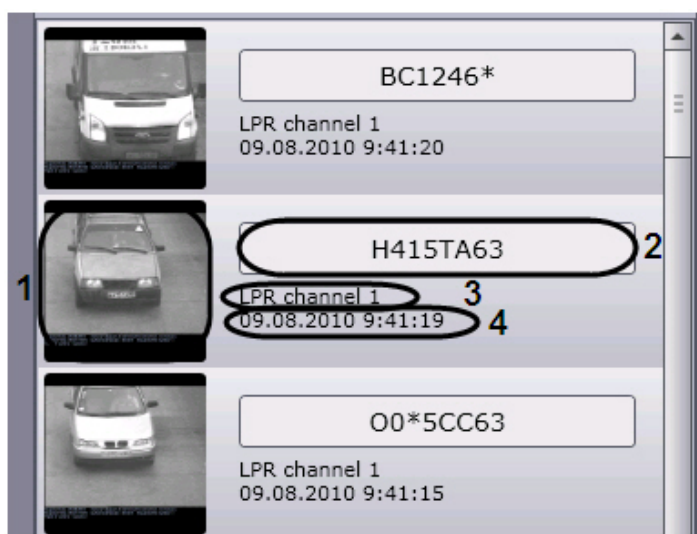 BC1246*
LPR channel 1
09.08.2010 9:41:20
1
H415TA63
2
LPR channel 1
3
09.08.2010 9:41:19
4
O0*5CC63
LPR channel 1
09.08.2010 9:41:15